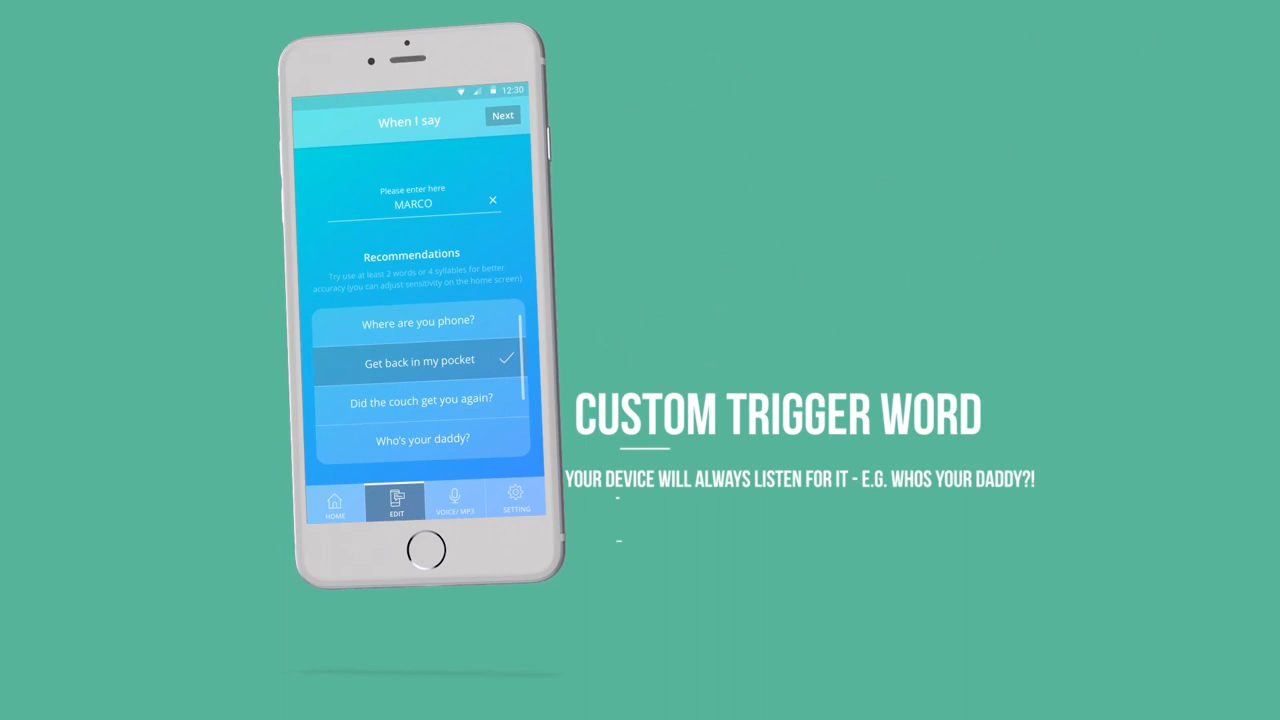 12:30
When I say
Next
Please enter here
MARCO
Recommendations
Try use at least 2 words or 4 syllables for better
accuracy (you can adjust sensitivity on the home screen)
Where are you phone?
Get back in my pocket
Did the couch get you again?
Who's your daddy?
HOME
EDIT
VOICE/ MP3
SETTING
CUSTOM TRIGGER WORD
YOUR DEVICE WILL ALWAYS LISTEN FOR IT - E.G. WHOS YOUR DADDY?!